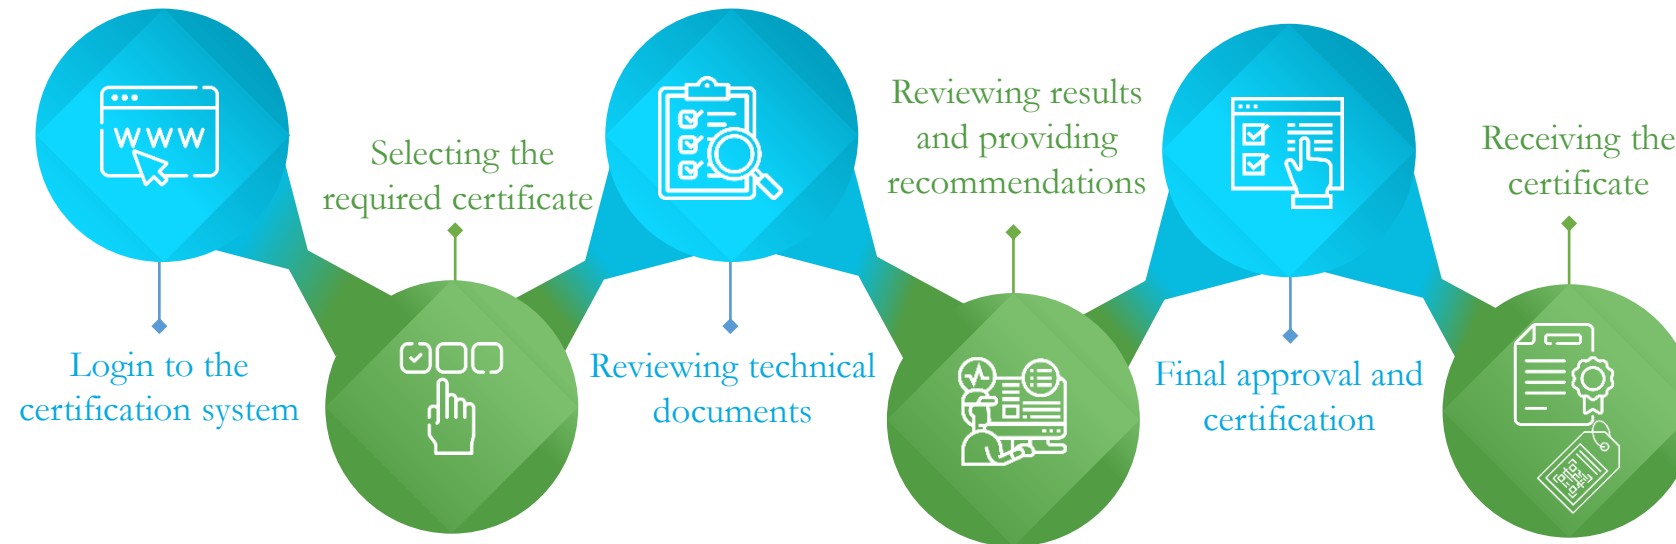 WWW
Login to the
certification system
Selecting the
required certificate
Reviewing technical
documents
Reviewing results
and providing
recommendations
Final approval and
certification
Receiving the
certificate